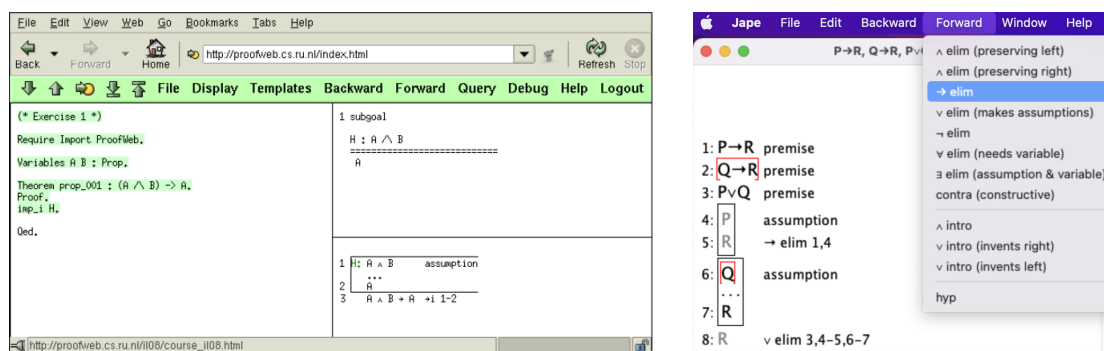 File Edit View Web Go Bookmarks Tabs Help
http://proofweb.cs.ru.nl/index.html
Back Forward Home Refresh Stop
File Display Templates Backward Forward Query Debug Help Logout
(* Exercise 1 *)
Require Import ProofWeb.
Variables A B : Prop.
Theorem prop_001 : (A /\ B) -> A.
Proof.
imp_i H.
Qed.
1 subgoal
H : A /\ B
============================
A
1 H: A ∧ B assumption
...
2 A
3 A ∧ B → A →i 1-2
http://proofweb.cs.ru.nl/il08/course_il08.html
Jape File Edit Backward Forward Window Help
P→R, Q→R, P∨
∧ elim (preserving left)
∧ elim (preserving right)
→ elim
∨ elim (makes assumptions)
¬ elim
∀ elim (needs variable)
∃ elim (assumption & variable)
contra (constructive)
∧ intro
∨ intro (invents right)
∨ intro (invents left)
hyp
1: P→R premise
2: Q→R premise
3: P∨Q premise
4: P assumption
5: R → elim 1,4
6: Q assumption
...
7: R
8: R ∨ elim 3,4-5,6-7